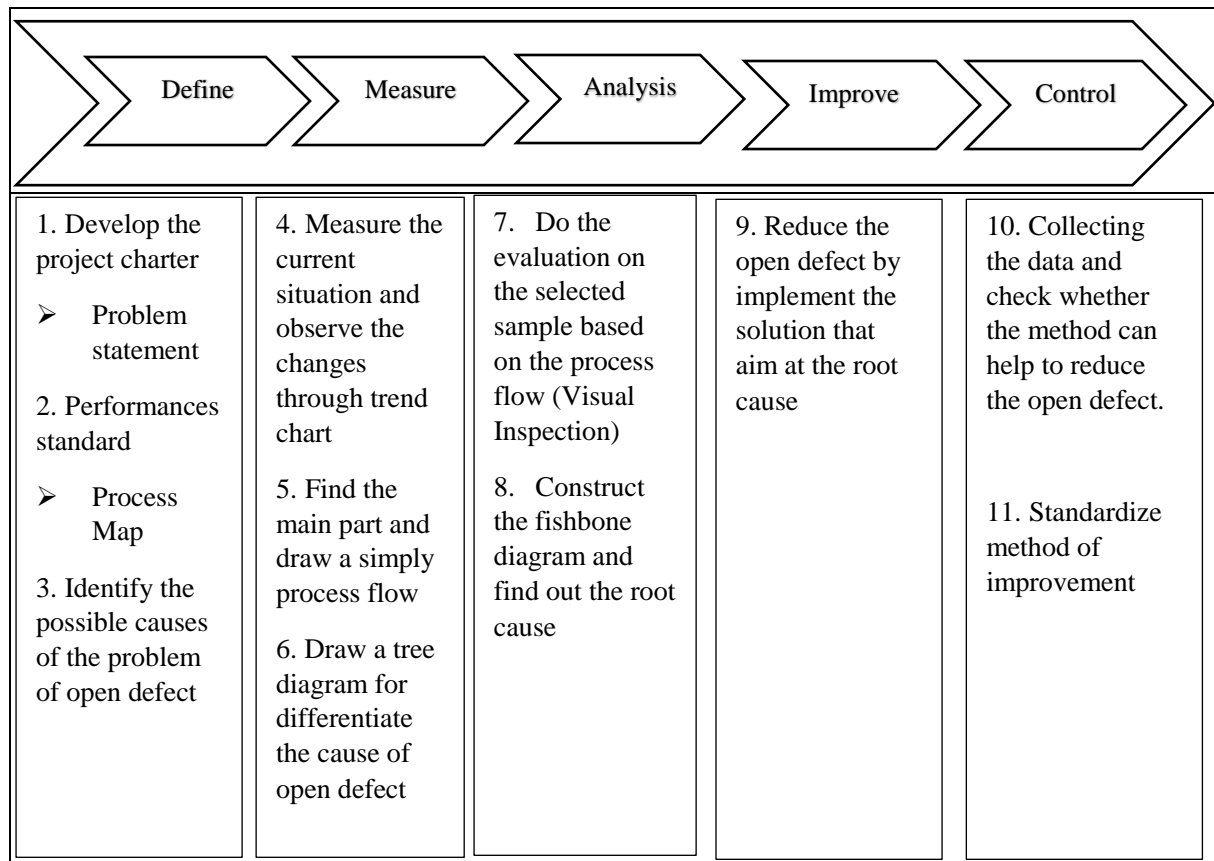 Define
Measure
Analysis
Improve
Control
1. Develop the
project charter
➢ Problem
statement
2. Performances
standard
➢ Process
Map
3. Identify the
possible causes
of the problem
of open defect
4. Measure the
current
situation and
observe the
changes
through trend
chart
5. Find the
main part and
draw a simply
process flow
6. Draw a tree
diagram for
differentiate
the cause of
open defect
7. Do the
evaluation on
the selected
sample based
on the process
flow (Visual
Inspection)
8. Construct
the fishbone
diagram and
find out the root
cause
9. Reduce the
open defect by
implement the
solution that
aim at the root
cause
10. Collecting
the data and
check whether
the method can
help to reduce
the open defect.
11. Standardize
method of
improvement